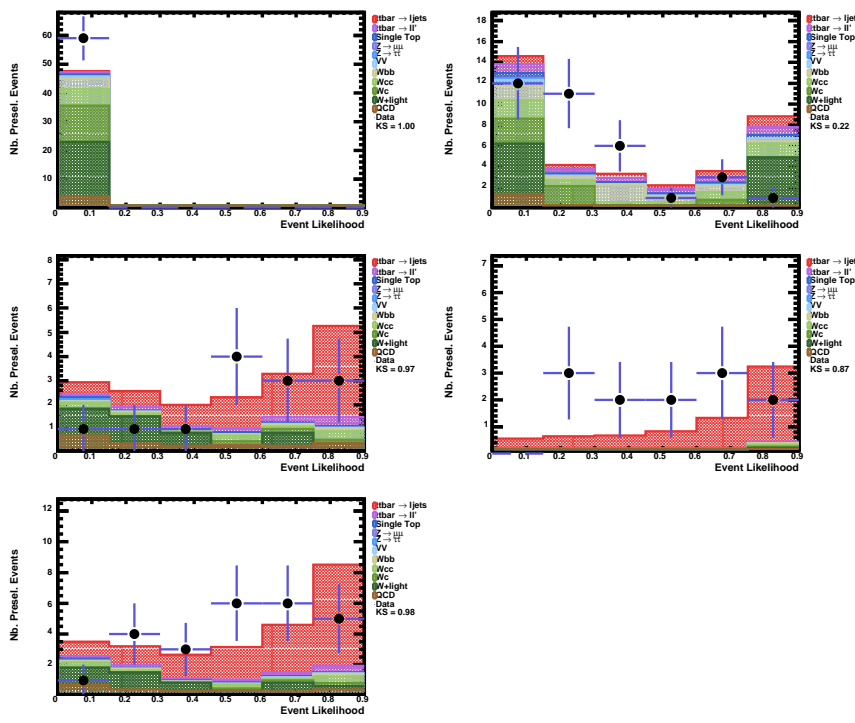 Nb. Presel. Events
60
50
40
30
20
10
0 0.1 0.2 0.3 0.4 0.5 0.6 0.7 0.8 0.9
Event Likelihood
ttbar → ljets
ttbar → ll'
Single Top
Z → μμ
Z → ττ
VV
Wbb
Wcc
Wc
W+light
QCD
Data
KS = 1.00
Nb. Presel. Events
18
16
14
12
10
8
6
4
2
0 0.1 0.2 0.3 0.4 0.5 0.6 0.7 0.8 0.9
Event Likelihood
ttbar → ljets
ttbar → ll'
Single Top
Z → μμ
Z → ττ
VV
Wbb
Wcc
Wc
W+light
QCD
Data
KS = 0.22
Nb. Presel. Events
8
7
6
5
4
3
2
1
0 0.1 0.2 0.3 0.4 0.5 0.6 0.7 0.8 0.9
Event Likelihood
ttbar → ljets
ttbar → ll'
Single Top
Z → μμ
Z → ττ
VV
Wbb
Wcc
Wc
W+light
QCD
Data
KS = 0.97
Nb. Presel. Events
7
6
5
4
3
2
1
0 0.1 0.2 0.3 0.4 0.5 0.6 0.7 0.8 0.9
Event Likelihood
ttbar → ljets
ttbar → ll'
Single Top
Z → μμ
Z → ττ
VV
Wbb
Wcc
Wc
W+light
QCD
Data
KS = 0.87
Nb. Presel. Events
12
10
8
6
4
2
0 0.1 0.2 0.3 0.4 0.5 0.6 0.7 0.8 0.9
Event Likelihood
ttbar → ljets
ttbar → ll'
Single Top
Z → μμ
Z → ττ
VV
Wbb
Wcc
Wc
W+light
QCD
Data
KS = 0.98